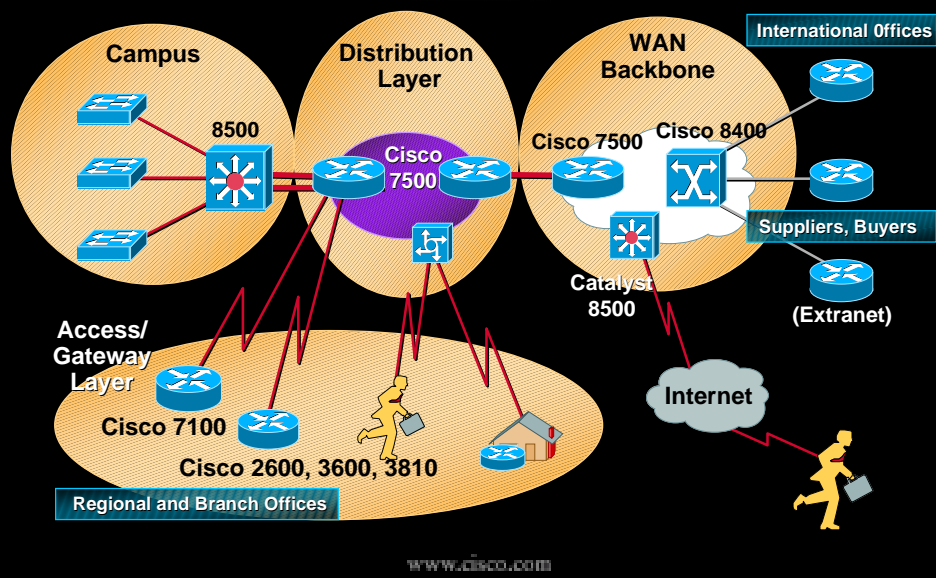 Campus
Distribution
Layer
WAN
Backbone
International Offices
8500
Cisco
7500
Cisco 7500
Cisco 8400
Suppliers, Buyers
Catalyst
8500
(Extranet)
Access/
Gateway
Layer
Internet
Cisco 7100
Cisco 2600, 3600, 3810
Regional and Branch Offices
www.cisco.com